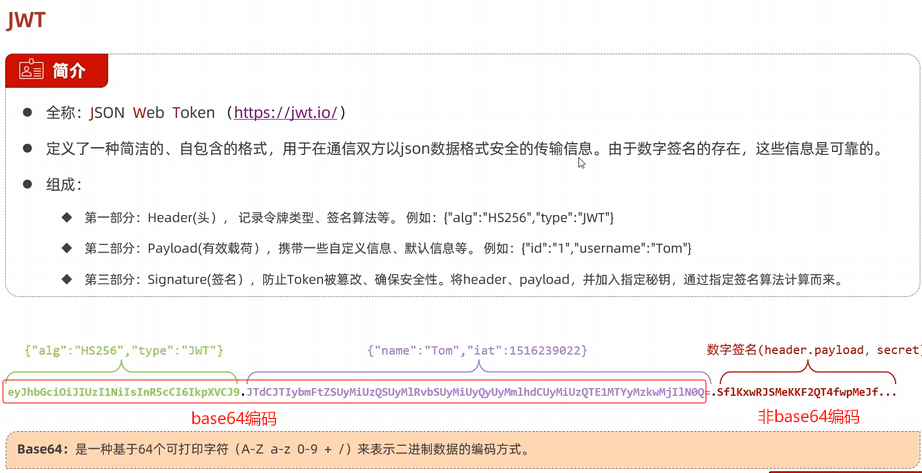 JWT
简介
全称：JSON Web Token （https://jwt.io/）
定义了一种简洁的、自包含的格式，用于在通信双方以json数据格式安全的传输信息。由于数字签名的存在，这些信息是可靠的。
组成：
第一部分：Header(头）， 记录令牌类型、签名算法等。 例如：{"alg":"HS256","type":"JWT"}
第二部分：Payload(有效载荷），携带一些自定义信息、默认信息等。 例如：{"id":"1","username":"Tom"}
第三部分：Signature(签名），防止Token被篡改、确保安全性。将header、payload，并加入指定秘钥，通过指定签名算法计算而来。
{"alg":"HS256","type":"JWT"} {"name":"Tom","iat":1516239022} 数字签名(header.payload, secret)
eyJhbGciOiJIUzI1NiIsInR5cCI6IkpXVCJ9.JTdCJTIybmFtZSUyMiUzQSUyMlRvbSUyMiUyQyUyMmlhdCUyMiUzQTE1MTYyMzkwMjIlN0Q=.SflKxwRJSMeKKF2QT4fwpMeJf...
base64编码 非base64编码
Base64：是一种基于64个可打印字符（A-Z a-z 0-9 + /）来表示二进制数据的编码方式。